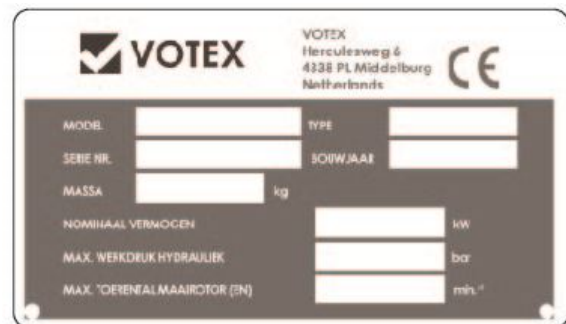 VOTEX
VOTEX
Herculesweg 6
4338 PL Middelburg
Netherlands
CE
MODEL TYPE
SERIE NR. BOUWJAAR
MASSA kg
NOMINAAL VERMOGEN kW
MAX. WERKDRUK HYDRAULIEK bar
MAX. TOERENTAL MAAIROTOR (EN) min.⁻¹